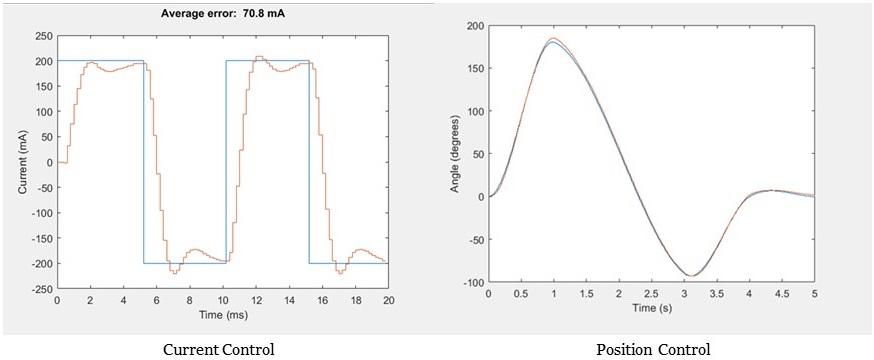 Average error:  70.8 mA
250
200
150
100
50
0
-50
-100
-150
-200
-250
Current (mA)
0 2 4 6 8 10 12 14 16 18 20
Time (ms)
Current Control
200
150
100
50
0
-50
-100
Angle (degrees)
0 0.5 1 1.5 2 2.5 3 3.5 4 4.5 5
Time (s)
Position Control